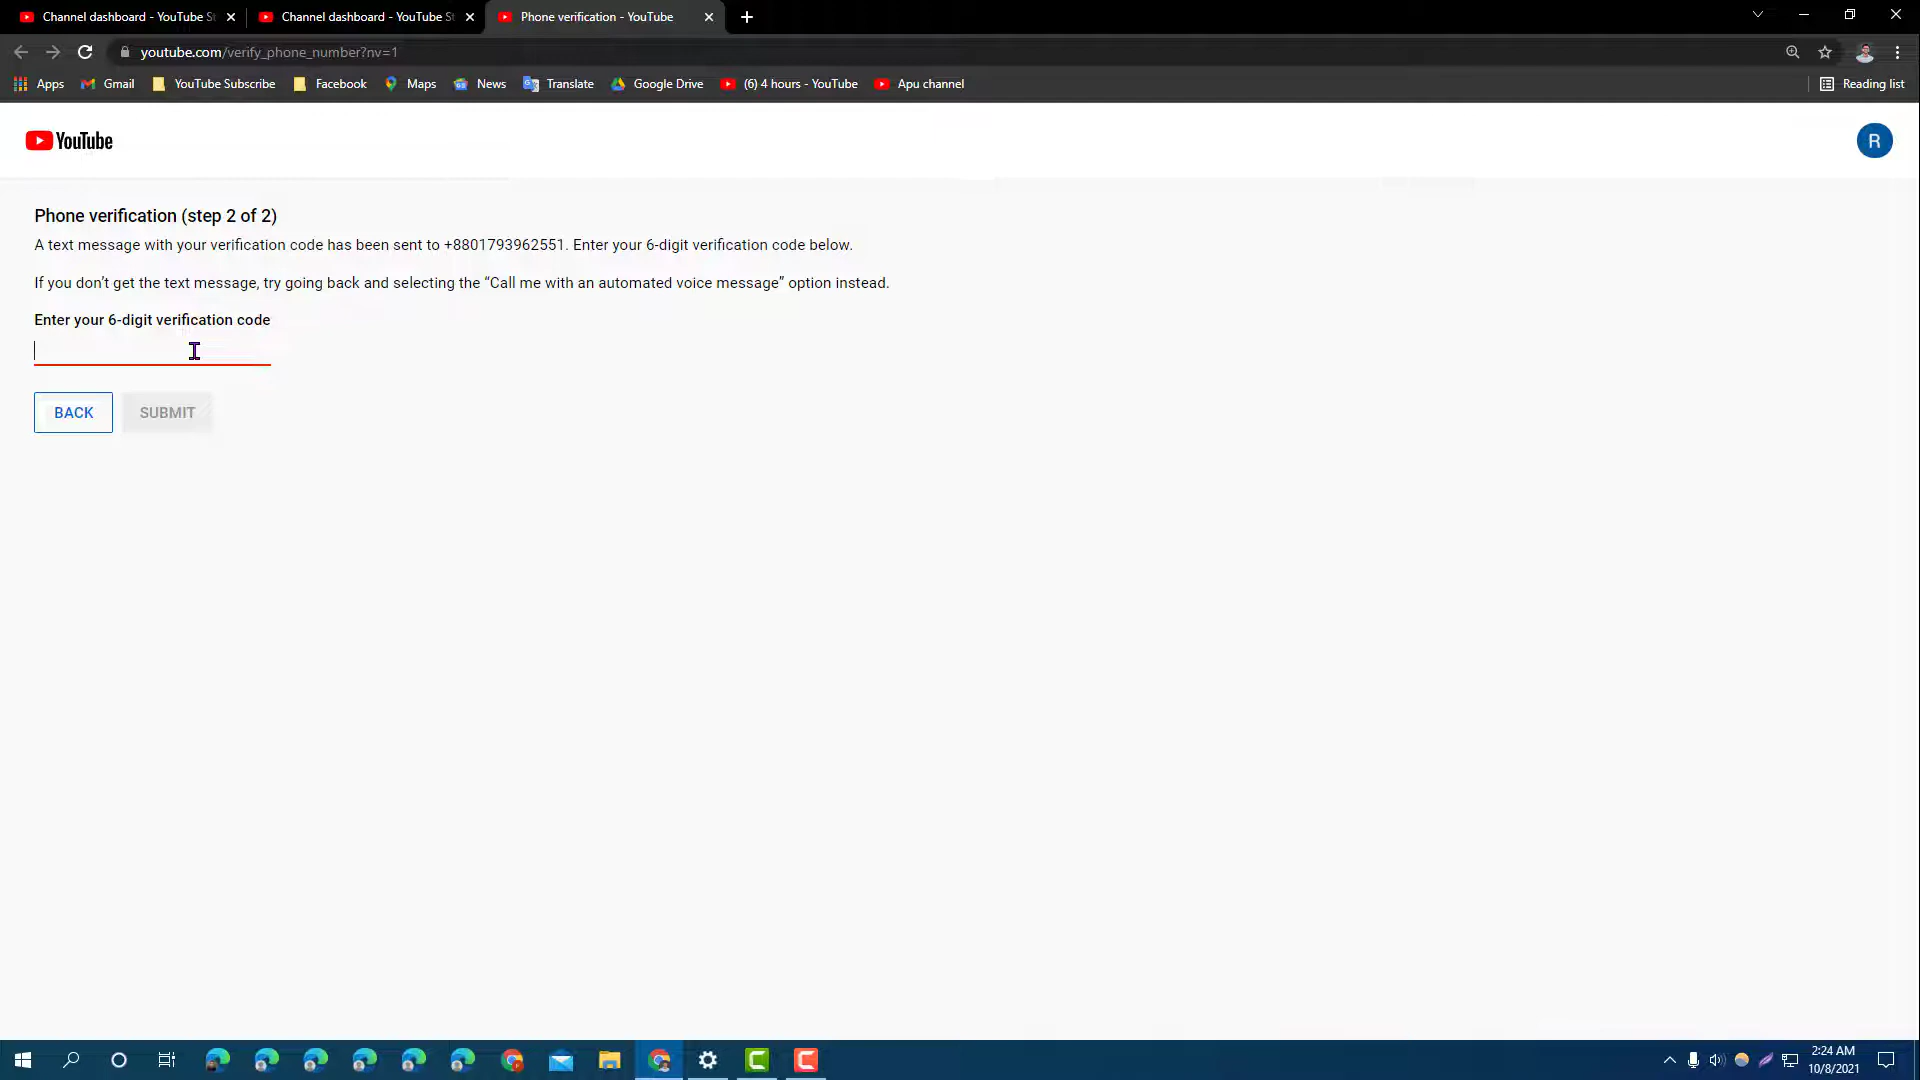 Channel dashboard - YouTube St
Channel dashboard - YouTube St
Phone verification - YouTube
youtube.com/verify_phone_number?nv=1
Apps
Gmail
YouTube Subscribe
Facebook
Maps
News
Translate
Google Drive
(6) 4 hours - YouTube
Apu channel
Reading list
YouTube
R
Phone verification (step 2 of 2)
A text message with your verification code has been sent to +8801793962551. Enter your 6-digit verification code below.
If you don’t get the text message, try going back and selecting the “Call me with an automated voice message” option instead.
Enter your 6-digit verification code
BACK
SUBMIT
2:24 AM
10/8/2021